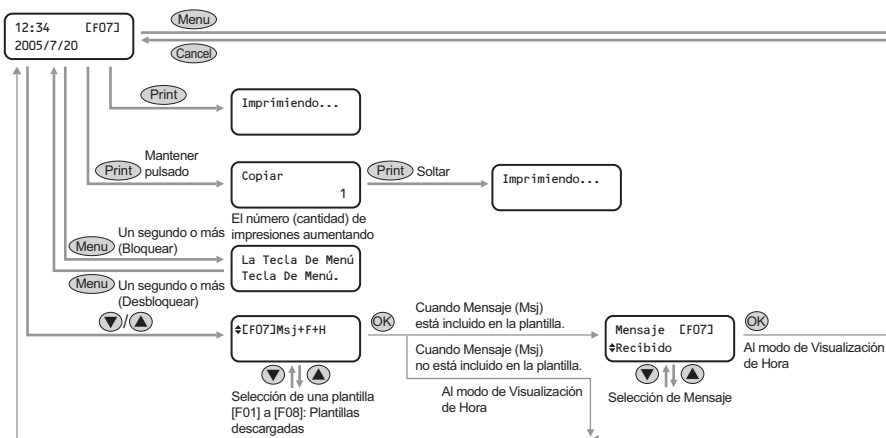 12:34 [F07]
2005/7/20
Menu
Cancel
Print
Imprimiendo...
Print
Mantener
pulsado
Copiar
1
Print
Soltar
Imprimiendo...
El número (cantidad) de
impresiones aumentando
Menu
Un segundo o más
(Bloquear)
La Tecla De Menú
Tecla De Menú.
Menu
Un segundo o más
(Desbloquear)
▼/▲
[F07]Msj+F+H
OK
Cuando Mensaje (Msj)
está incluido en la plantilla.
Cuando Mensaje (Msj)
no está incluido en la plantilla.
Al modo de Visualización
de Hora
Mensaje [F07]
Recibido
OK
Al modo de Visualización
de Hora
▼ ▲
Selección de una plantilla
[F01] a [F08]: Plantillas
descargadas
▼ ▲
Selección de Mensaje